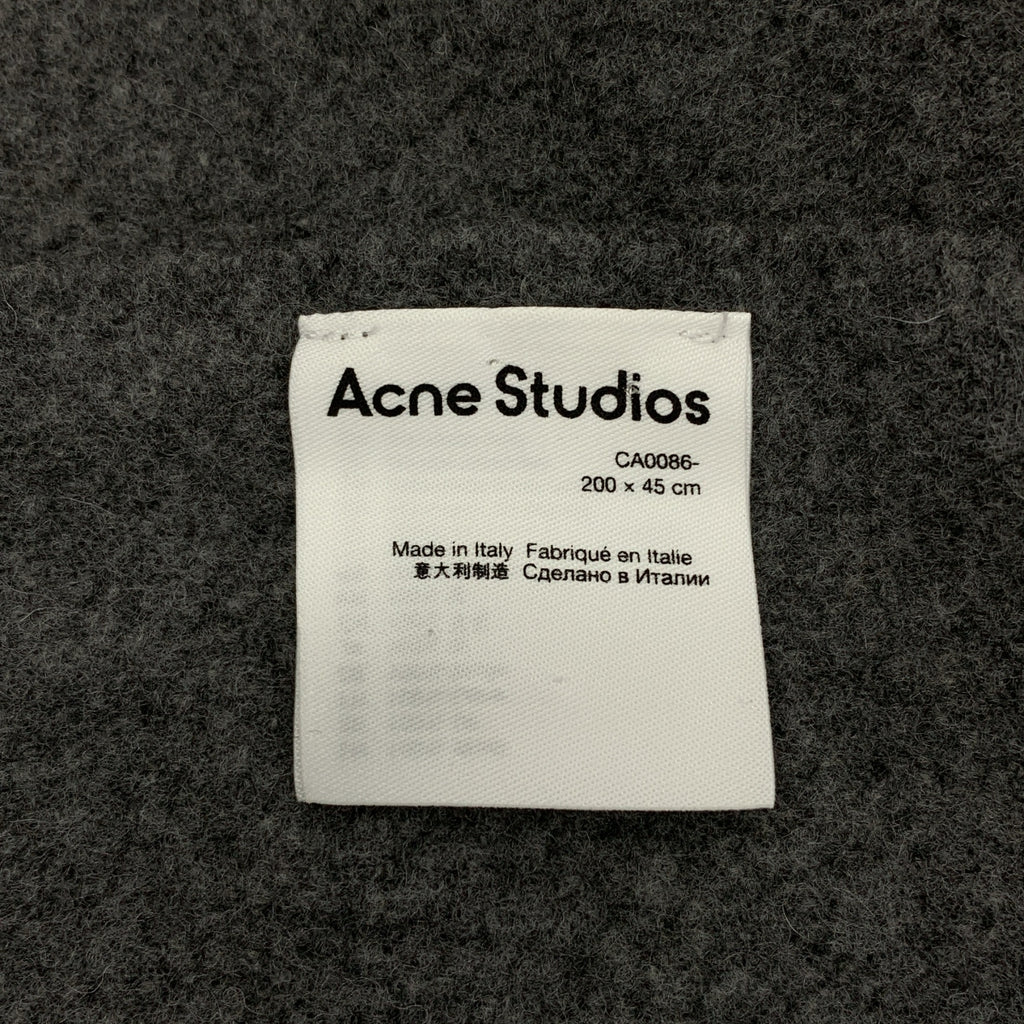 Acne Studios
CA0086-
200 × 45 cm
Made in Italy Fabriqué en Italie
意大利制造 Сделано в Италии